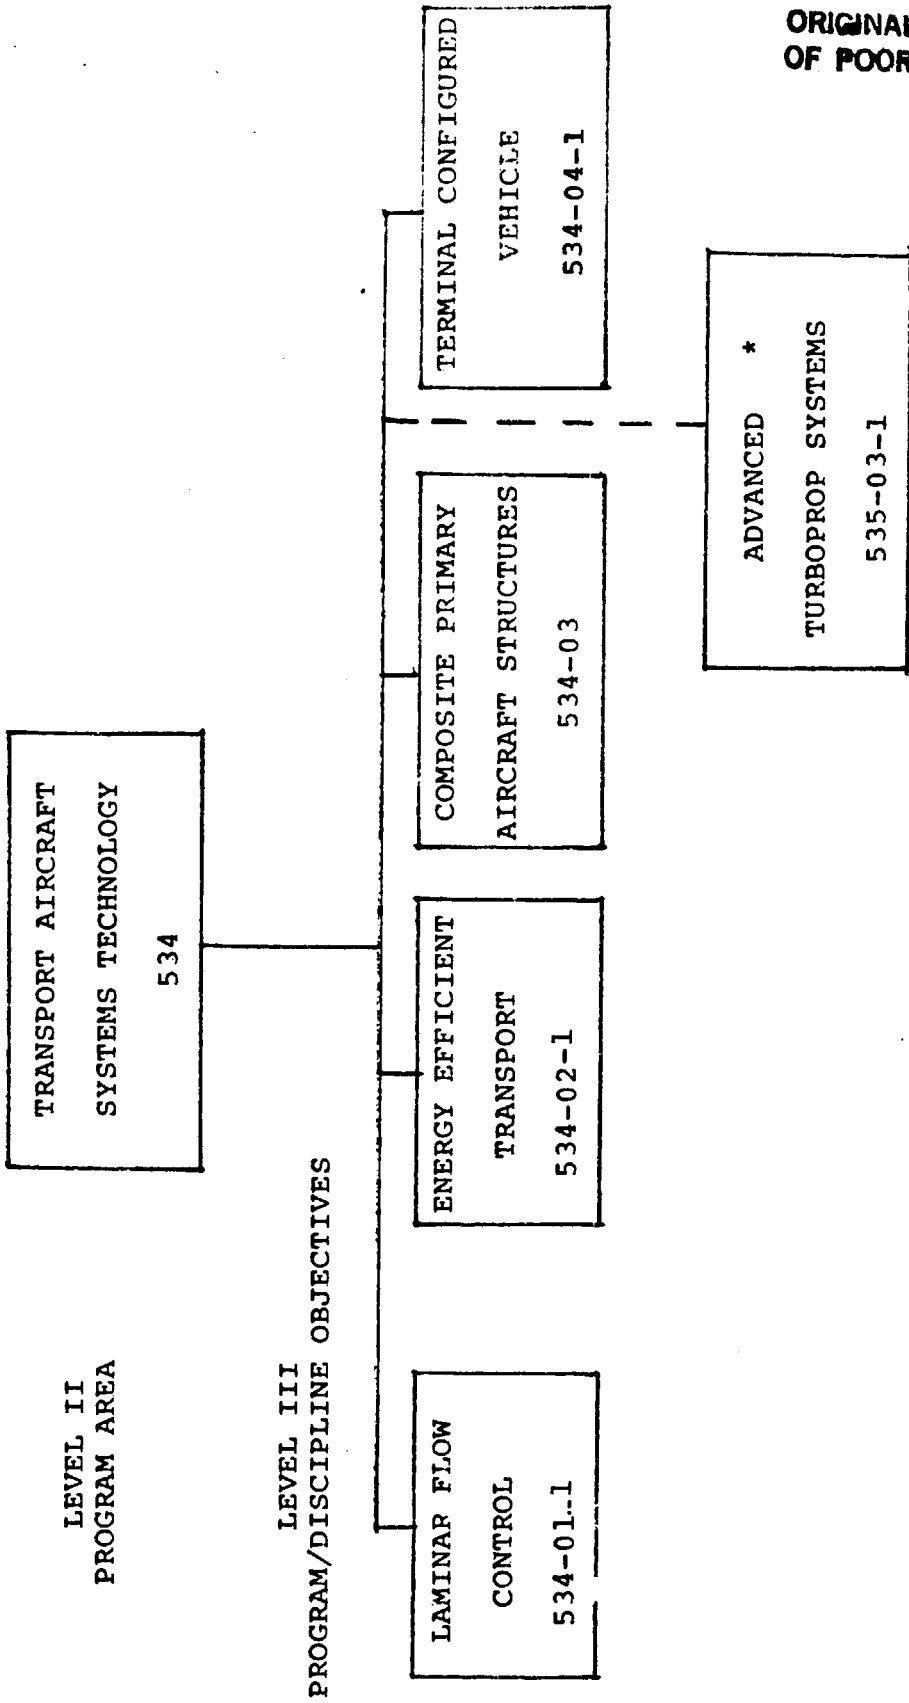 ORIGINAL
OF POOR
LEVEL II
PROGRAM AREA
TRANSPORT AIRCRAFT
SYSTEMS TECHNOLOGY
534
LEVEL III
PROGRAM/DISCIPLINE OBJECTIVES
LAMINAR FLOW
CONTROL
534-01-1
ENERGY EFFICIENT
TRANSPORT
534-02-1
COMPOSITE PRIMARY
AIRCRAFT STRUCTURES
534-03
TERMINAL CONFIGURED
VEHICLE
534-04-1
ADVANCED *
TURBOPROP SYSTEMS
535-03-1